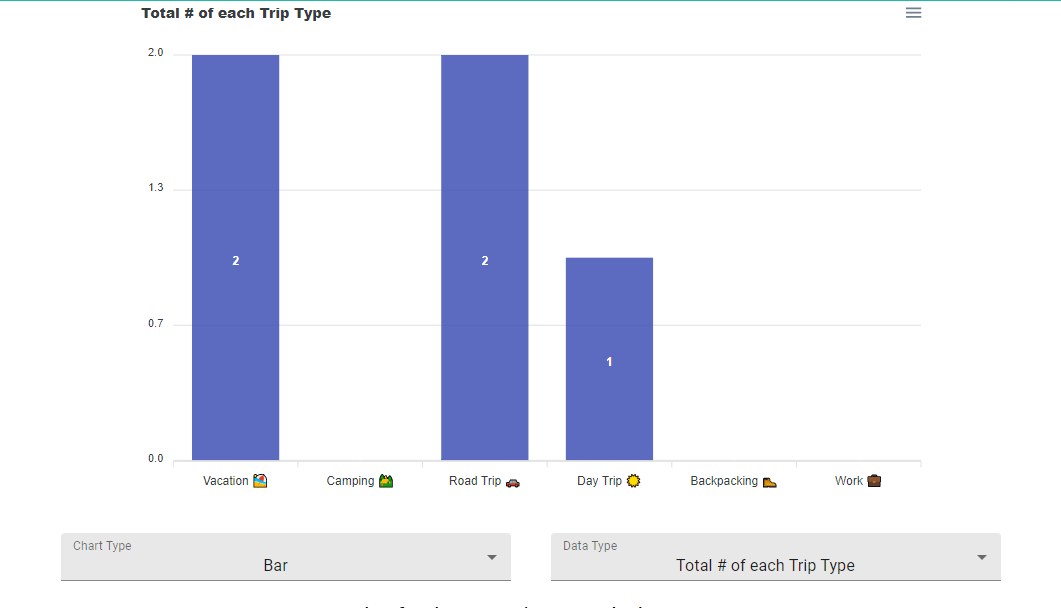 Total # of each Trip Type
2.0
1.3
0.7
0.0
2
2
1
Vacation 🏖 Camping 🏕 Road Trip 🚗 Day Trip ☀ Backpacking 🥾 Work 💼
Chart Type
Bar
Data Type
Total # of each Trip Type